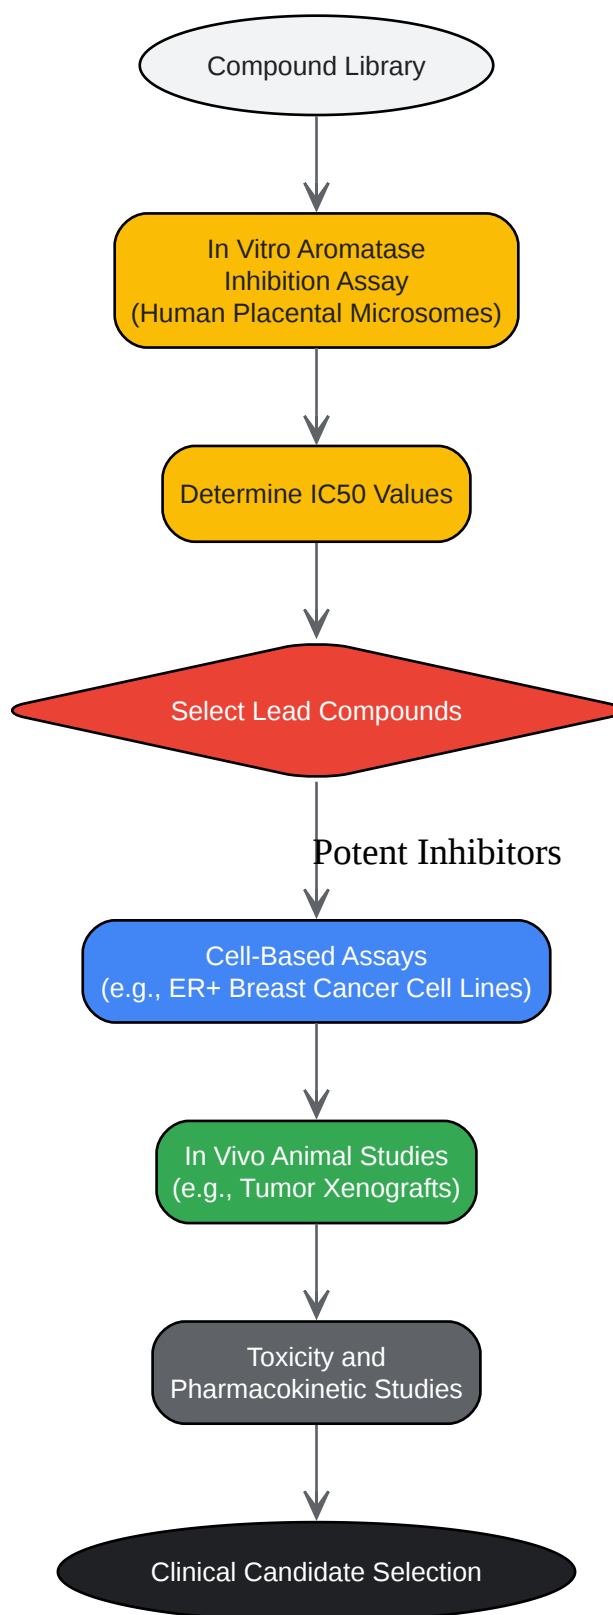 Compound Library
In Vitro Aromatase
Inhibition Assay
(Human Placental Microsomes)
Determine IC50 Values
Select Lead Compounds
Potent Inhibitors
Cell-Based Assays
(e.g., ER+ Breast Cancer Cell Lines)
In Vivo Animal Studies
(e.g., Tumor Xenografts)
Toxicity and
Pharmacokinetic Studies
Clinical Candidate Selection